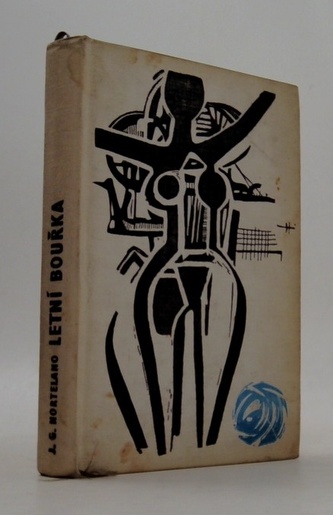 J. G. HORTELANO LETNÍ BOUŘKA